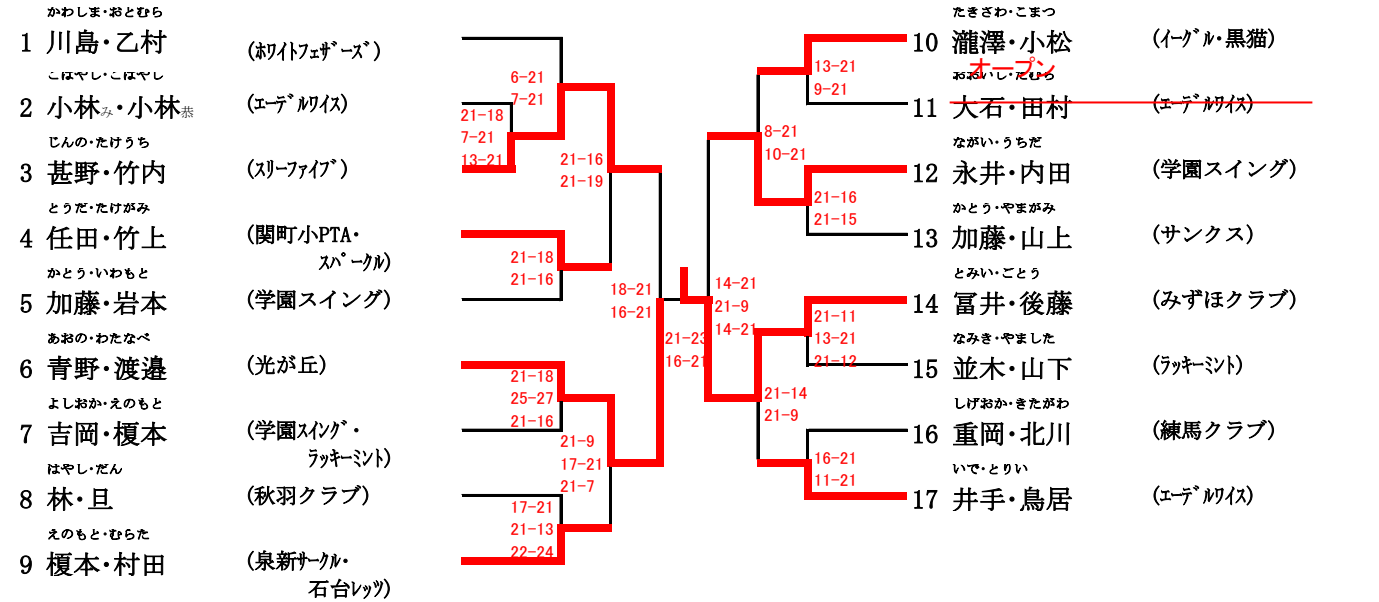 かわしま・おとむら
1 川島・乙村 (ホワイトフェザーズ)
こばやし・こばやし
2 小林み・小林恭 (エーデルワイス)
じんの・たけうち
3 甚野・竹内 (スリーファイブ)
とうだ・たけがみ
4 任田・竹上 (関町小PTA・
スパークル)
かとう・いわもと
5 加藤・岩本 (学園スイング)
あおの・わたなべ
6 青野・渡邉 (光が丘)
よしおか・えのもと
7 吉岡・榎本 (学園スイング・
ラッキーミント)
はやし・だん
8 林・旦 (秋羽クラブ)
えのもと・むらた
9 榎本・村田 (泉新サークル・
石台レッツ)
6-21
7-21
21-18
7-21
13-21
21-16
21-19
21-18
21-16
18-21
16-21
21-18
25-27
21-16
21-9
17-21
21-7
17-21
21-13
22-24
21-23
16-21
14-21
21-9
14-21
13-21
9-21
8-21
10-21
21-16
21-15
21-11
13-21
21-12
21-14
21-9
16-21
11-21
たきざわ・こまつ
10 瀧澤・小松 (イーグル・黒猫)
オープン
おおいし・たむら
11 大石・田村 (エーデルワイス)
ながい・うちだ
12 永井・内田 (学園スイング)
かとう・やまがみ
13 加藤・山上 (サンクス)
とみい・ごとう
14 冨井・後藤 (みずほクラブ)
なみき・やました
15 並木・山下 (ラッキーミント)
しげおか・きたがわ
16 重岡・北川 (練馬クラブ)
いで・とりい
17 井手・鳥居 (エーデルワイス)